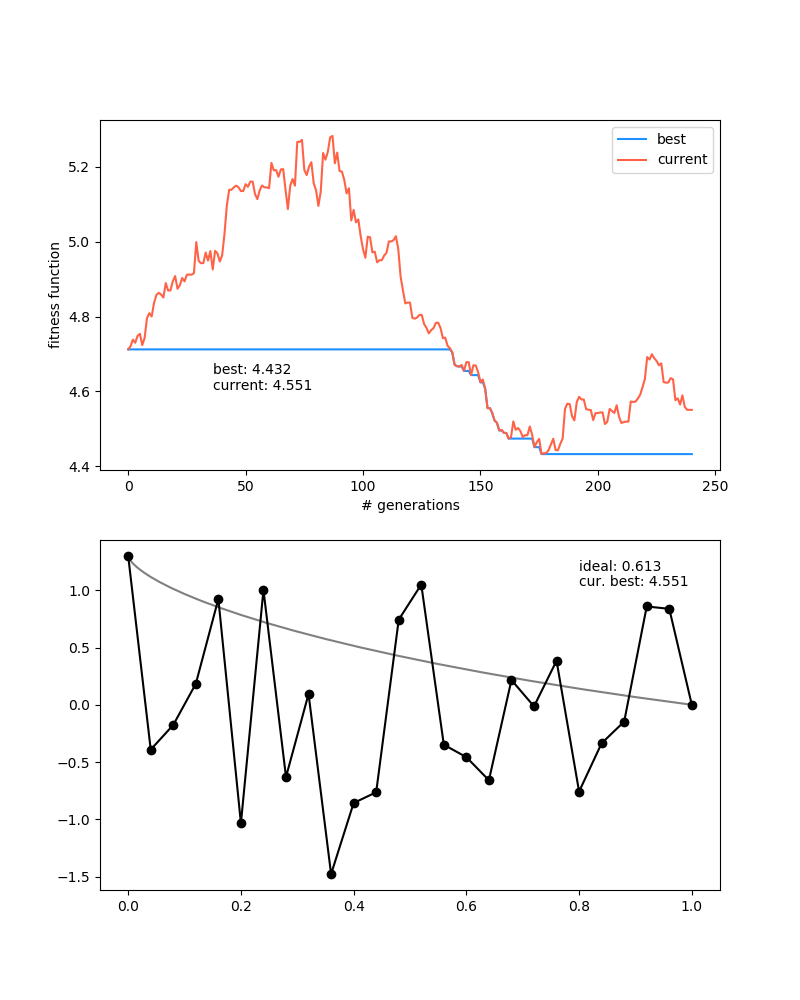 best
current
5.2
5.0
4.8
4.6
4.4
fitness function
best: 4.432
current: 4.551
0
50
100
150
200
250
# generations
ideal: 0.613
cur. best: 4.551
1.0
0.5
0.0
−0.5
−1.0
−1.5
0.0
0.2
0.4
0.6
0.8
1.0